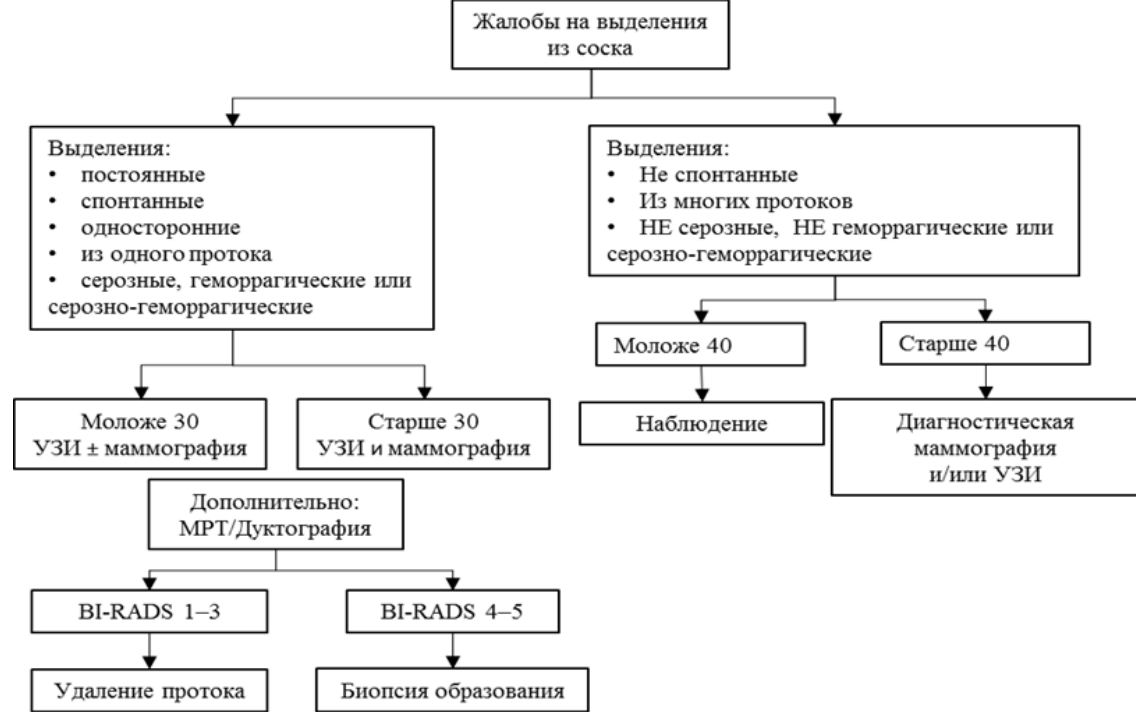 Жалобы на выделения
из соска
Выделения:
• постоянные
• спонтанные
• односторонние
• из одного протока
• серозные, геморрагические или
серозно-геморрагические
Выделения:
• Не спонтанные
• Из многих протоков
• НЕ серозные, НЕ геморрагические или
серозно-геморрагические
Моложе 40
Старше 40
Моложе 30
УЗИ ± маммография
Старше 30
УЗИ и маммография
Наблюдение
Диагностическая
маммография
и/или УЗИ
Дополнительно:
МРТ/Дуктография
BI-RADS 1–3
BI-RADS 4–5
Удаление протока
Биопсия образования